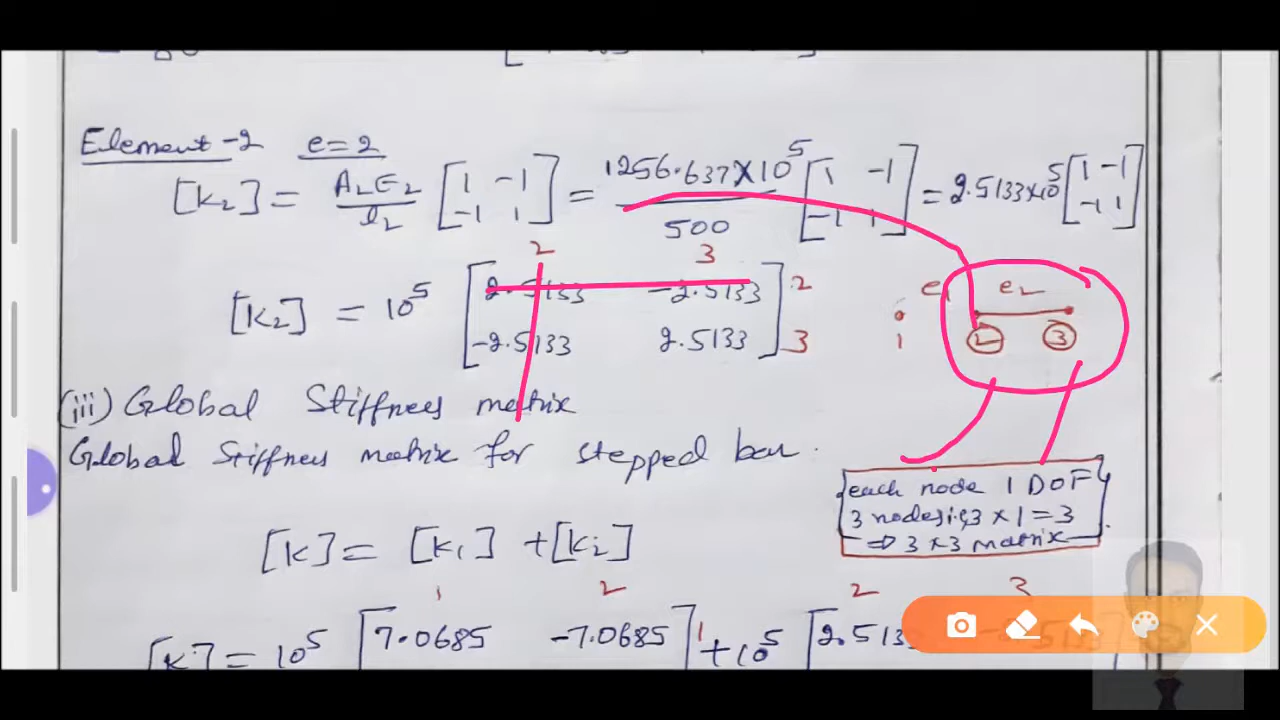 Element-2 e=2
[K2] = A2E2/l2 [1 -1 -1 1] = 1256.637×10^5/500 [1 -1 -1 1] = 2.5133×10^5 [1 -1 -1 1]
2 3
[K2] = 10^5 [2.5133 -2.5133] 2
[-2.5133 2.5133] 3
e1 e2
1 2 3
(iii) Global Stiffness matrix
Global Stiffness matrix for stepped bar.
each node 1 DOF
3 nodes i.e, 3 × 1 = 3
⇒ 3×3 matrix
[K] = [K1] + [K2]
1 2 2 3
[K] = 10^5 [7.0685 -7.0685] 1 + 10^5 [2.5133